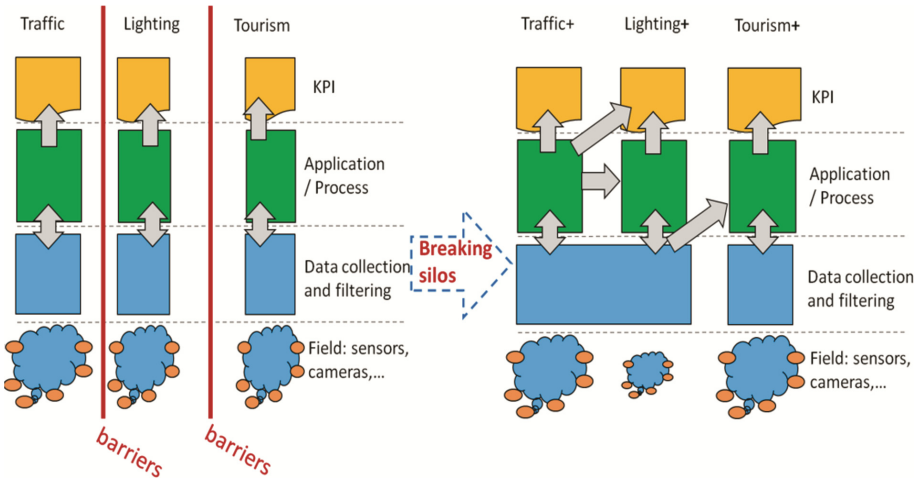 Traffic
Lighting
Tourism
KPI
Application
/ Process
Data collection
and filtering
Field: sensors,
cameras,...
barriers
barriers
Breaking
silos
Traffic+
Lighting+
Tourism+
KPI
Application
/ Process
Data collection
and filtering
Field: sensors,
cameras,...